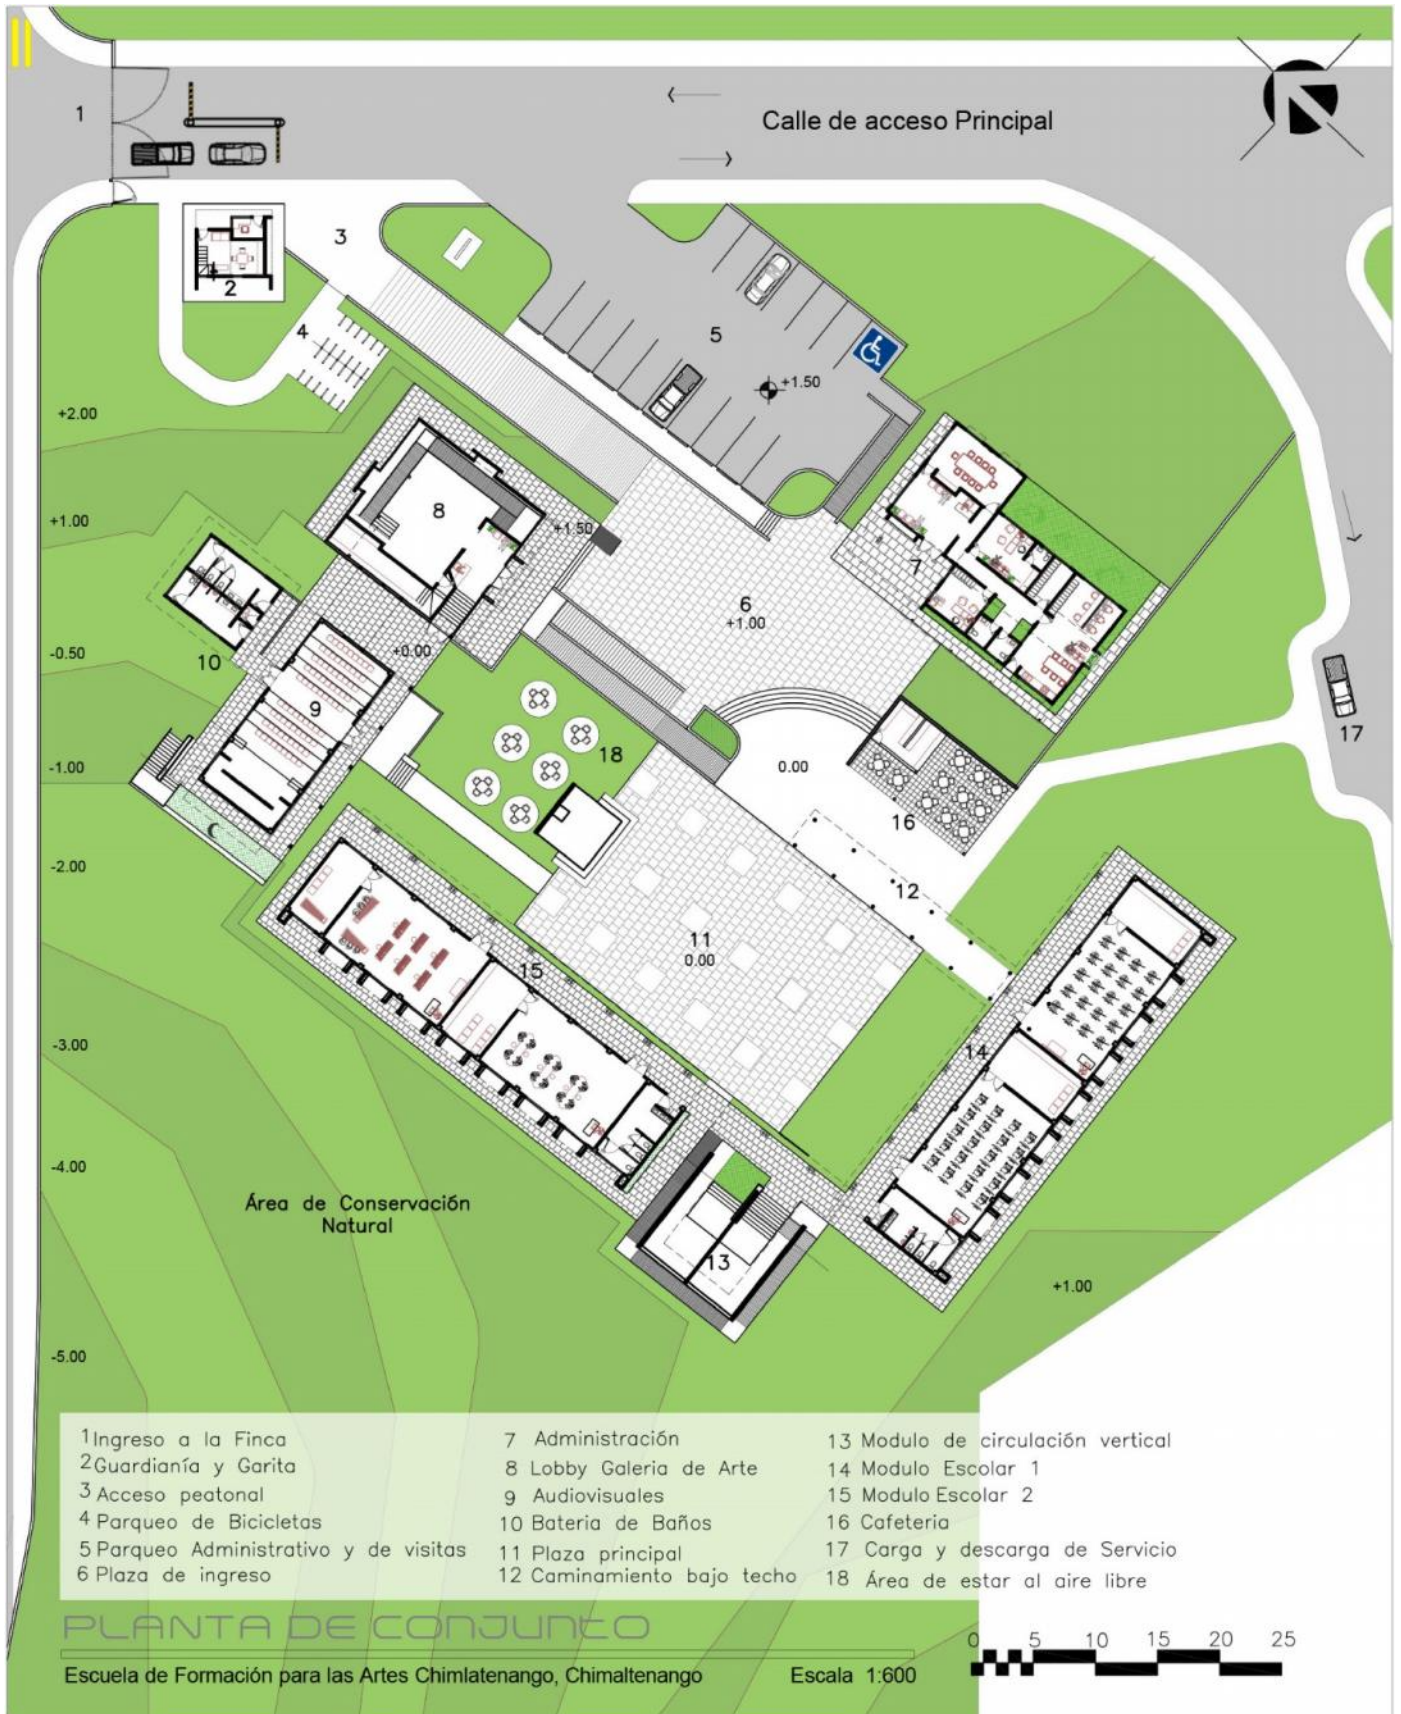 1
Calle de acceso Principal
3
2
4
5
+1.50
+2.00
8
+1.00
+1.50
7
6
+1.00
10
+0.00
-0.50
9
17
18
0.00
-1.00
16
-2.00
12
11
0.00
15
14
-3.00
-4.00
Área de Conservación
Natural
13
+1.00
-5.00
1 Ingreso a la Finca
2 Guardianía y Garita
3 Acceso peatonal
4 Parqueo de Bicicletas
5 Parqueo Administrativo y de visitas
6 Plaza de ingreso
7 Administración
8 Lobby Galeria de Arte
9 Audiovisuales
10 Bateria de Baños
11 Plaza principal
12 Caminamiento bajo techo
13 Modulo de circulación vertical
14 Modulo Escolar 1
15 Modulo Escolar 2
16 Cafeteria
17 Carga y descarga de Servicio
18 Área de estar al aire libre
PLANTA DE CONJUNTO
Escuela de Formación para las Artes Chimlatenango, Chimaltenango
Escala 1:600
0 5 10 15 20 25